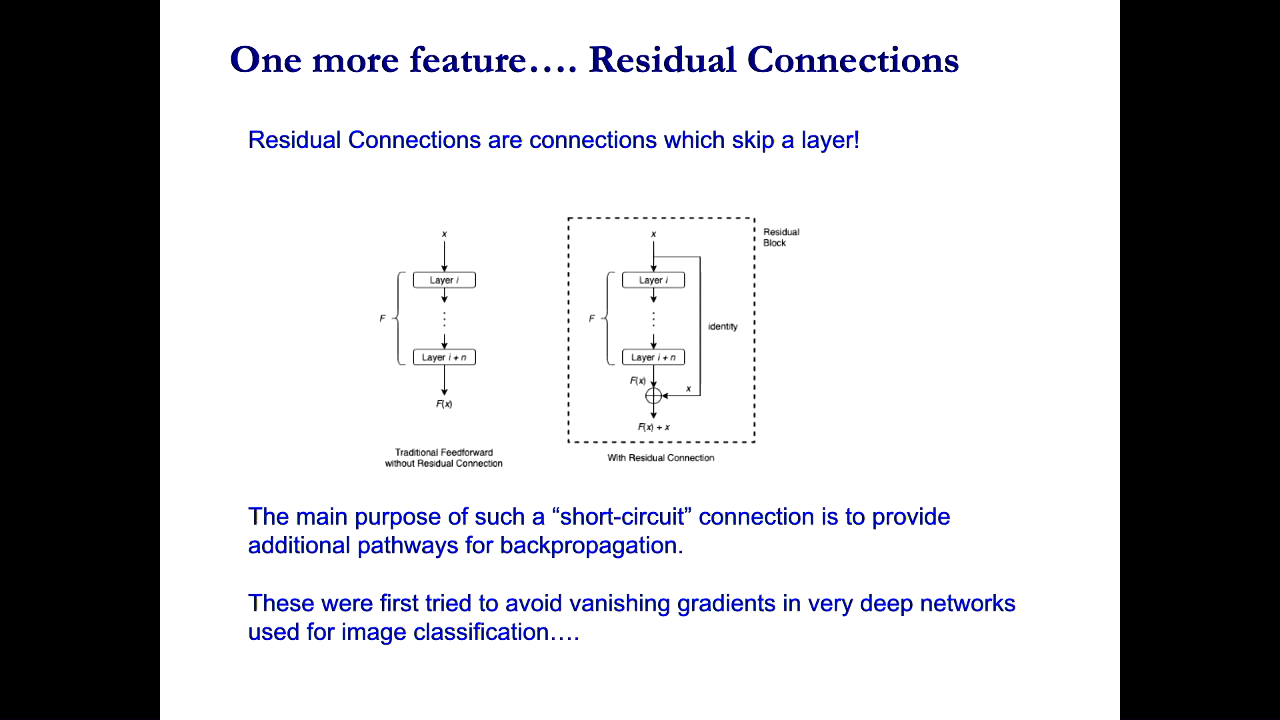 One more feature…. Residual Connections
Residual Connections are connections which skip a layer!
x
Layer i
F
Layer i + n
F(x)
Traditional Feedforward
without Residual Connection
x
Residual
Block
Layer i
F
identity
Layer i + n
F(x)
x
F(x) + x
With Residual Connection
The main purpose of such a “short-circuit” connection is to provide
additional pathways for backpropagation.
These were first tried to avoid vanishing gradients in very deep networks
used for image classification….